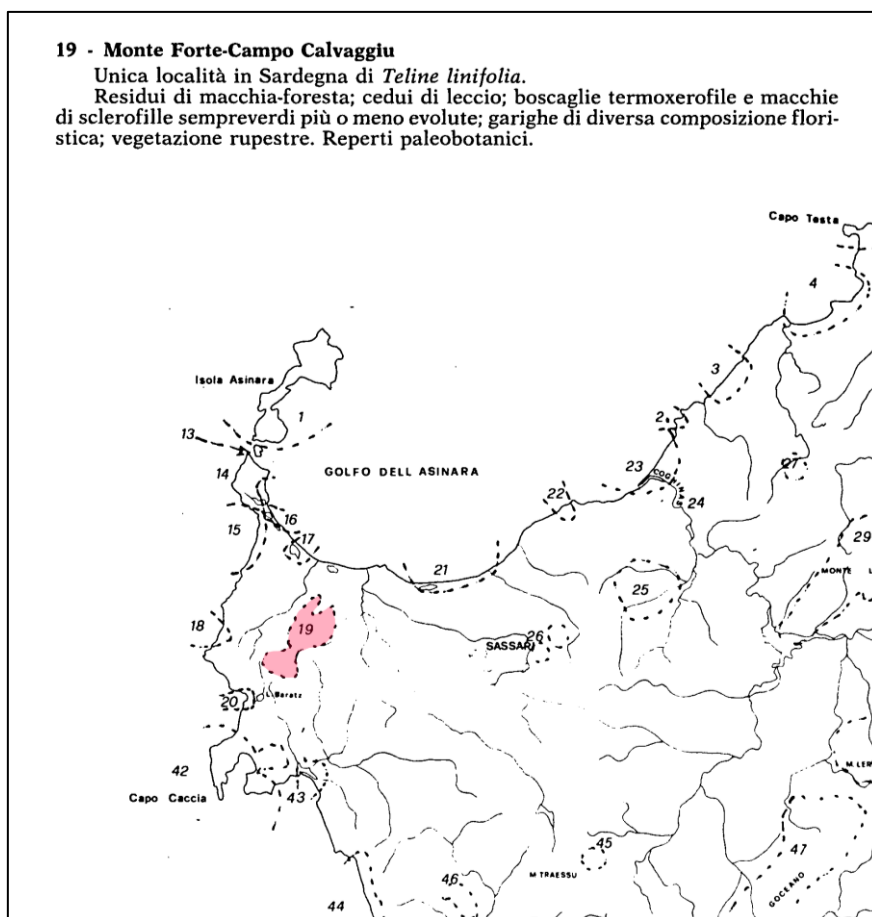 19 - Monte Forte-Campo Calvaggiu
Unica località in Sardegna di Teline linifolia.
Residui di macchia-foresta; cedui di leccio; boscaglie termoxerofile e macchie
di sclerofille sempreverdi più o meno evolute; garighe di diversa composizione flori-
stica; vegetazione rupestre. Reperti paleobotanici.
Capo Testa
4
3
Isola Asinara
1
2
13
14
GOLFO DELL ASINARA
23
COGHINAS
27
22
24
15
16
17
29
21
MONTE L
25
18
19
26
SASSARI
20
L. Baratz
42
M. LER
Capo Caccia
43
45
47
M TRAESSU
46
GOCEANO
44